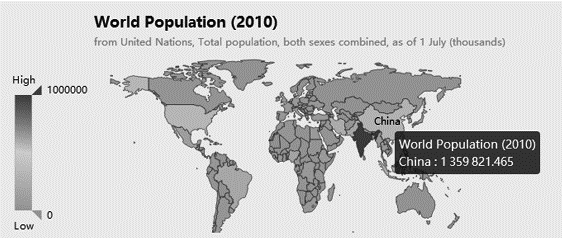 World Population (2010)
from United Nations, Total population, both sexes combined, as of 1 July (thousands)
High
1000000
0
Low
China
World Population (2010)
China : 1 359 821.465